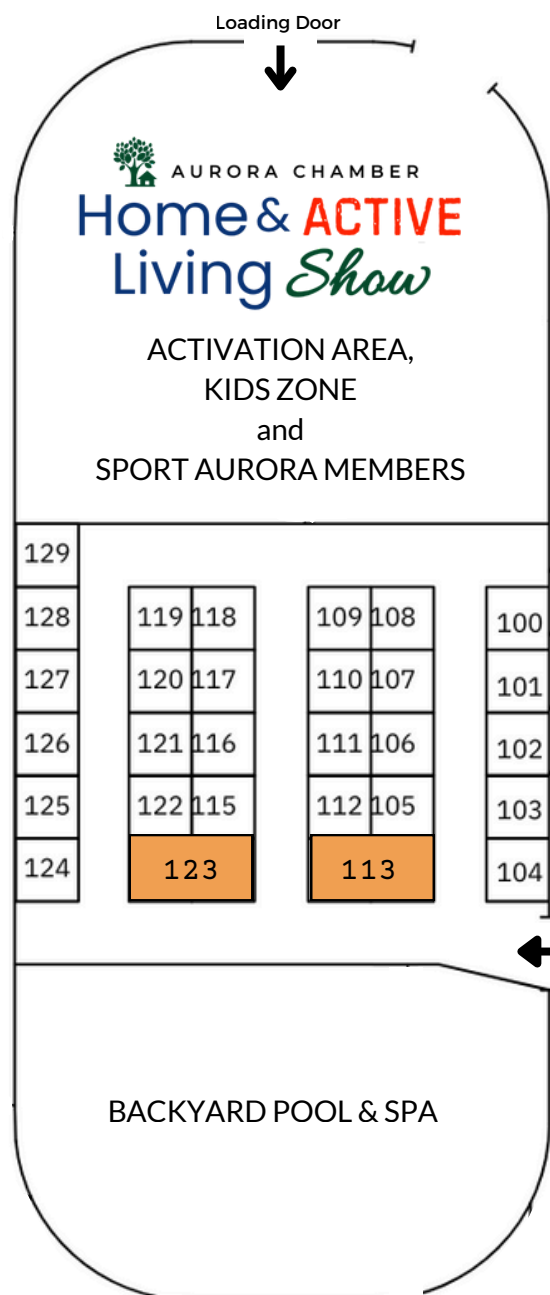 Loading Door
AURORA CHAMBER
Home & ACTIVE
Living Show
ACTIVATION AREA,
KIDS ZONE
and
SPORT AURORA MEMBERS
129
128 119 118 109 108 100
127 120 117 110 107 101
126 121 116 111 106 102
125 122 115 112 105 103
124 123 113 104
BACKYARD POOL & SPA